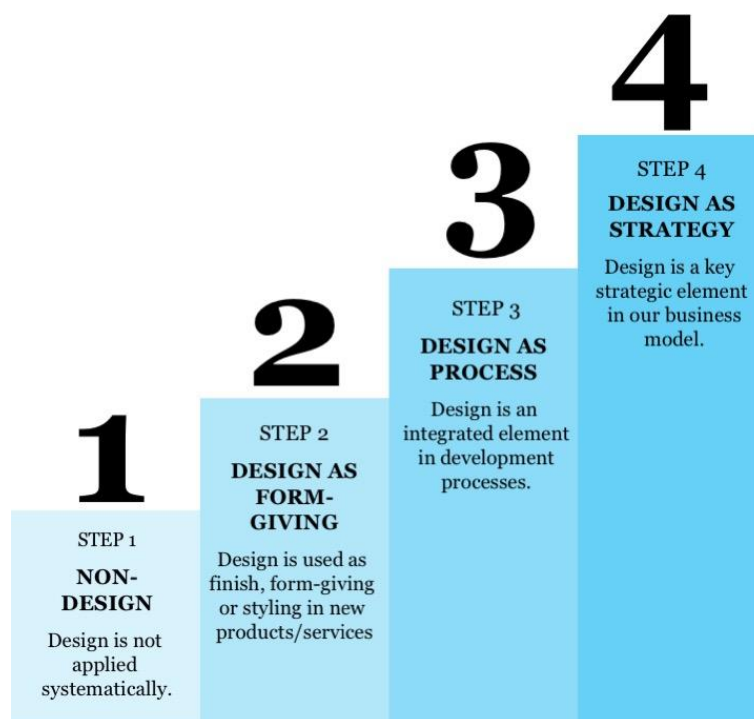 1
STEP 1
NON-
DESIGN
Design is not
applied
systematically.
2
STEP 2
DESIGN AS
FORM-
GIVING
Design is used as
finish, form-giving
or styling in new
products/services
3
STEP 3
DESIGN AS
PROCESS
Design is an
integrated element
in development
processes.
4
STEP 4
DESIGN AS
STRATEGY
Design is a key
strategic element
in our business
model.